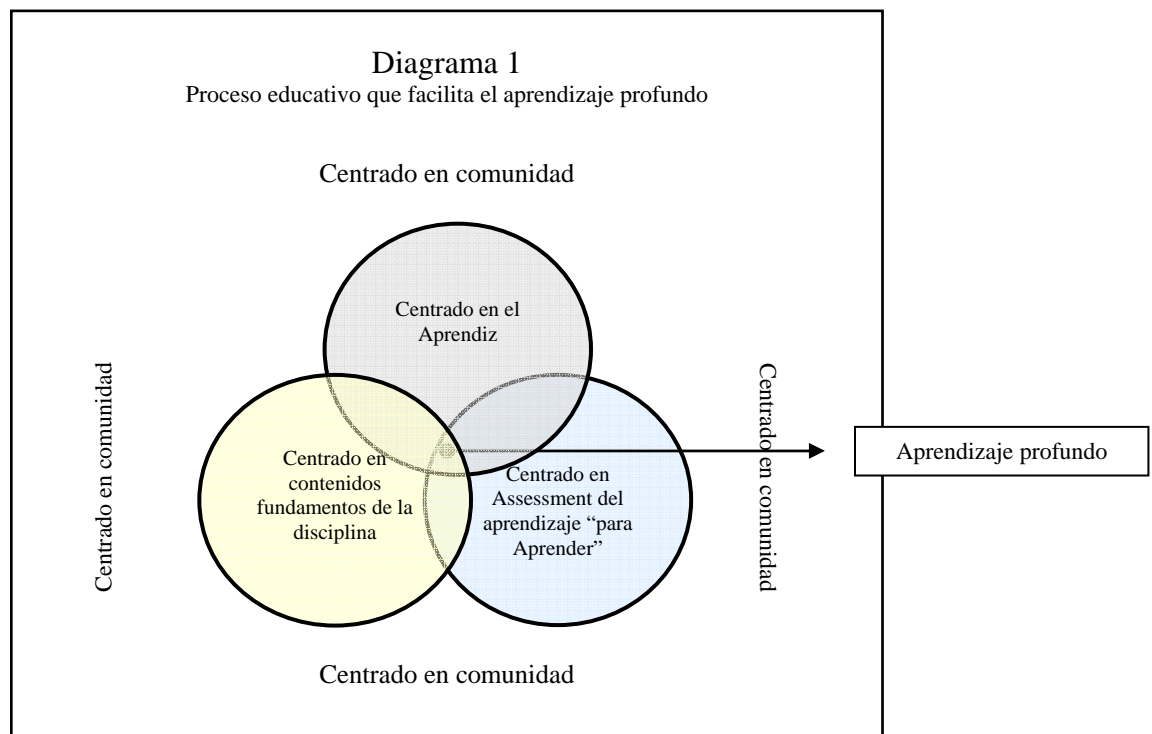 Diagrama 1
Proceso educativo que facilita el aprendizaje profundo
Centrado en comunidad
Centrado en el
Aprendiz
Centrado en comunidad
Centrado en
contenidos
fundamentos de la
disciplina
Centrado en
Assessment del
aprendizaje “para
Aprender”
Centrado en comunidad
Aprendizaje profundo
Centrado en comunidad